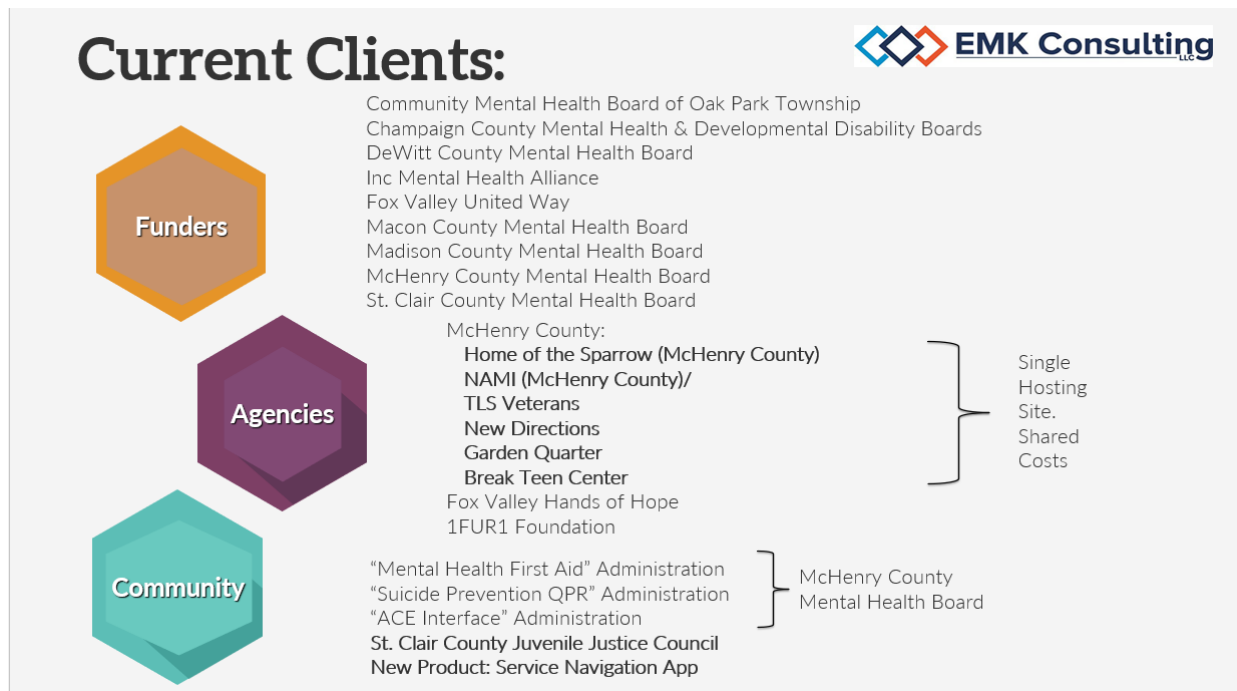 Current Clients:
EMK Consulting
LLC
Community Mental Health Board of Oak Park Township
Champaign County Mental Health & Developmental Disability Boards
DeWitt County Mental Health Board
Inc Mental Health Alliance
Fox Valley United Way
Macon County Mental Health Board
Madison County Mental Health Board
McHenry County Mental Health Board
St. Clair County Mental Health Board
Funders
McHenry County:
Home of the Sparrow (McHenry County)
NAMI (McHenry County)/
TLS Veterans
New Directions
Garden Quarter
Break Teen Center
Fox Valley Hands of Hope
1FUR1 Foundation
Single
Hosting
Site.
Shared
Costs
Agencies
"Mental Health First Aid" Administration
"Suicide Prevention QPR" Administration
"ACE Interface" Administration
St. Clair County Juvenile Justice Council
New Product: Service Navigation App
McHenry County
Mental Health Board
Community